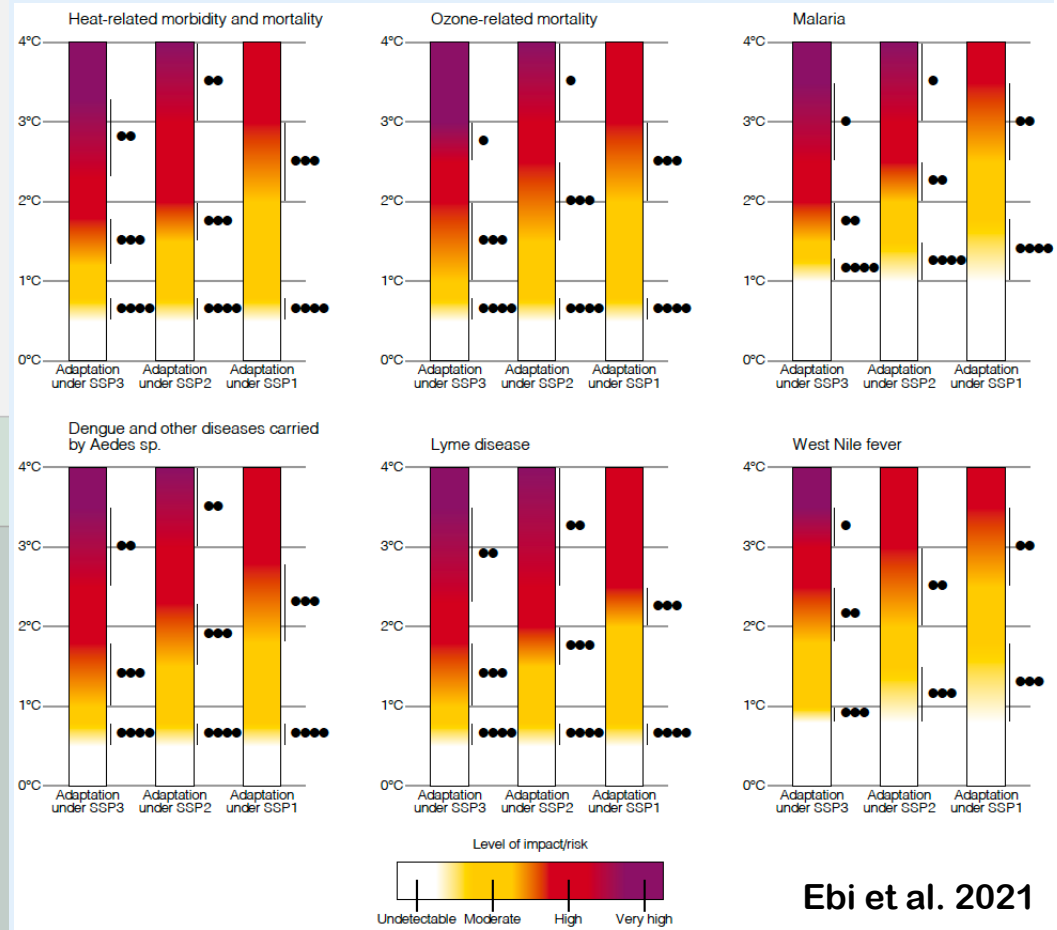 Heat-related morbidity and mortality
4°C
3°C
2°C
1°C
0°C
Adaptation under SSP3
Adaptation under SSP2
Adaptation under SSP1
Ozone-related mortality
4°C
3°C
2°C
1°C
0°C
Adaptation under SSP3
Adaptation under SSP2
Adaptation under SSP1
Malaria
4°C
3°C
2°C
1°C
0°C
Adaptation under SSP3
Adaptation under SSP2
Adaptation under SSP1
Dengue and other diseases carried
by Aedes sp.
4°C
3°C
2°C
1°C
0°C
Adaptation under SSP3
Adaptation under SSP2
Adaptation under SSP1
Lyme disease
4°C
3°C
2°C
1°C
0°C
Adaptation under SSP3
Adaptation under SSP2
Adaptation under SSP1
West Nile fever
4°C
3°C
2°C
1°C
0°C
Adaptation under SSP3
Adaptation under SSP2
Adaptation under SSP1
Level of impact/risk
Undetectable Moderate High Very high
Ebi et al. 2021